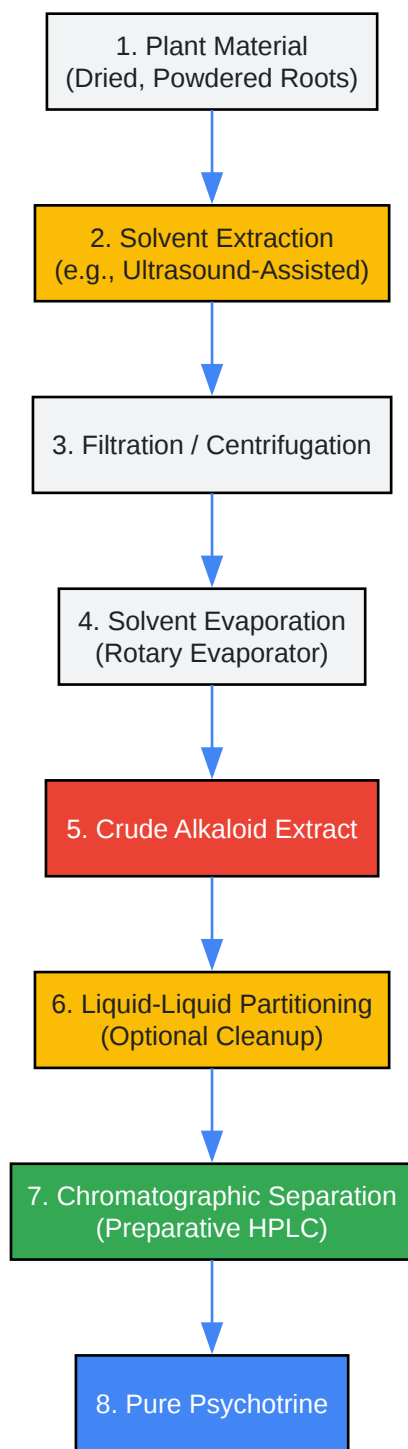 1. Plant Material
(Dried, Powdered Roots)
2. Solvent Extraction
(e.g., Ultrasound-Assisted)
3. Filtration / Centrifugation
4. Solvent Evaporation
(Rotary Evaporator)
5. Crude Alkaloid Extract
6. Liquid-Liquid Partitioning
(Optional Cleanup)
7. Chromatographic Separation
(Preparative HPLC)
8. Pure Psychotrine